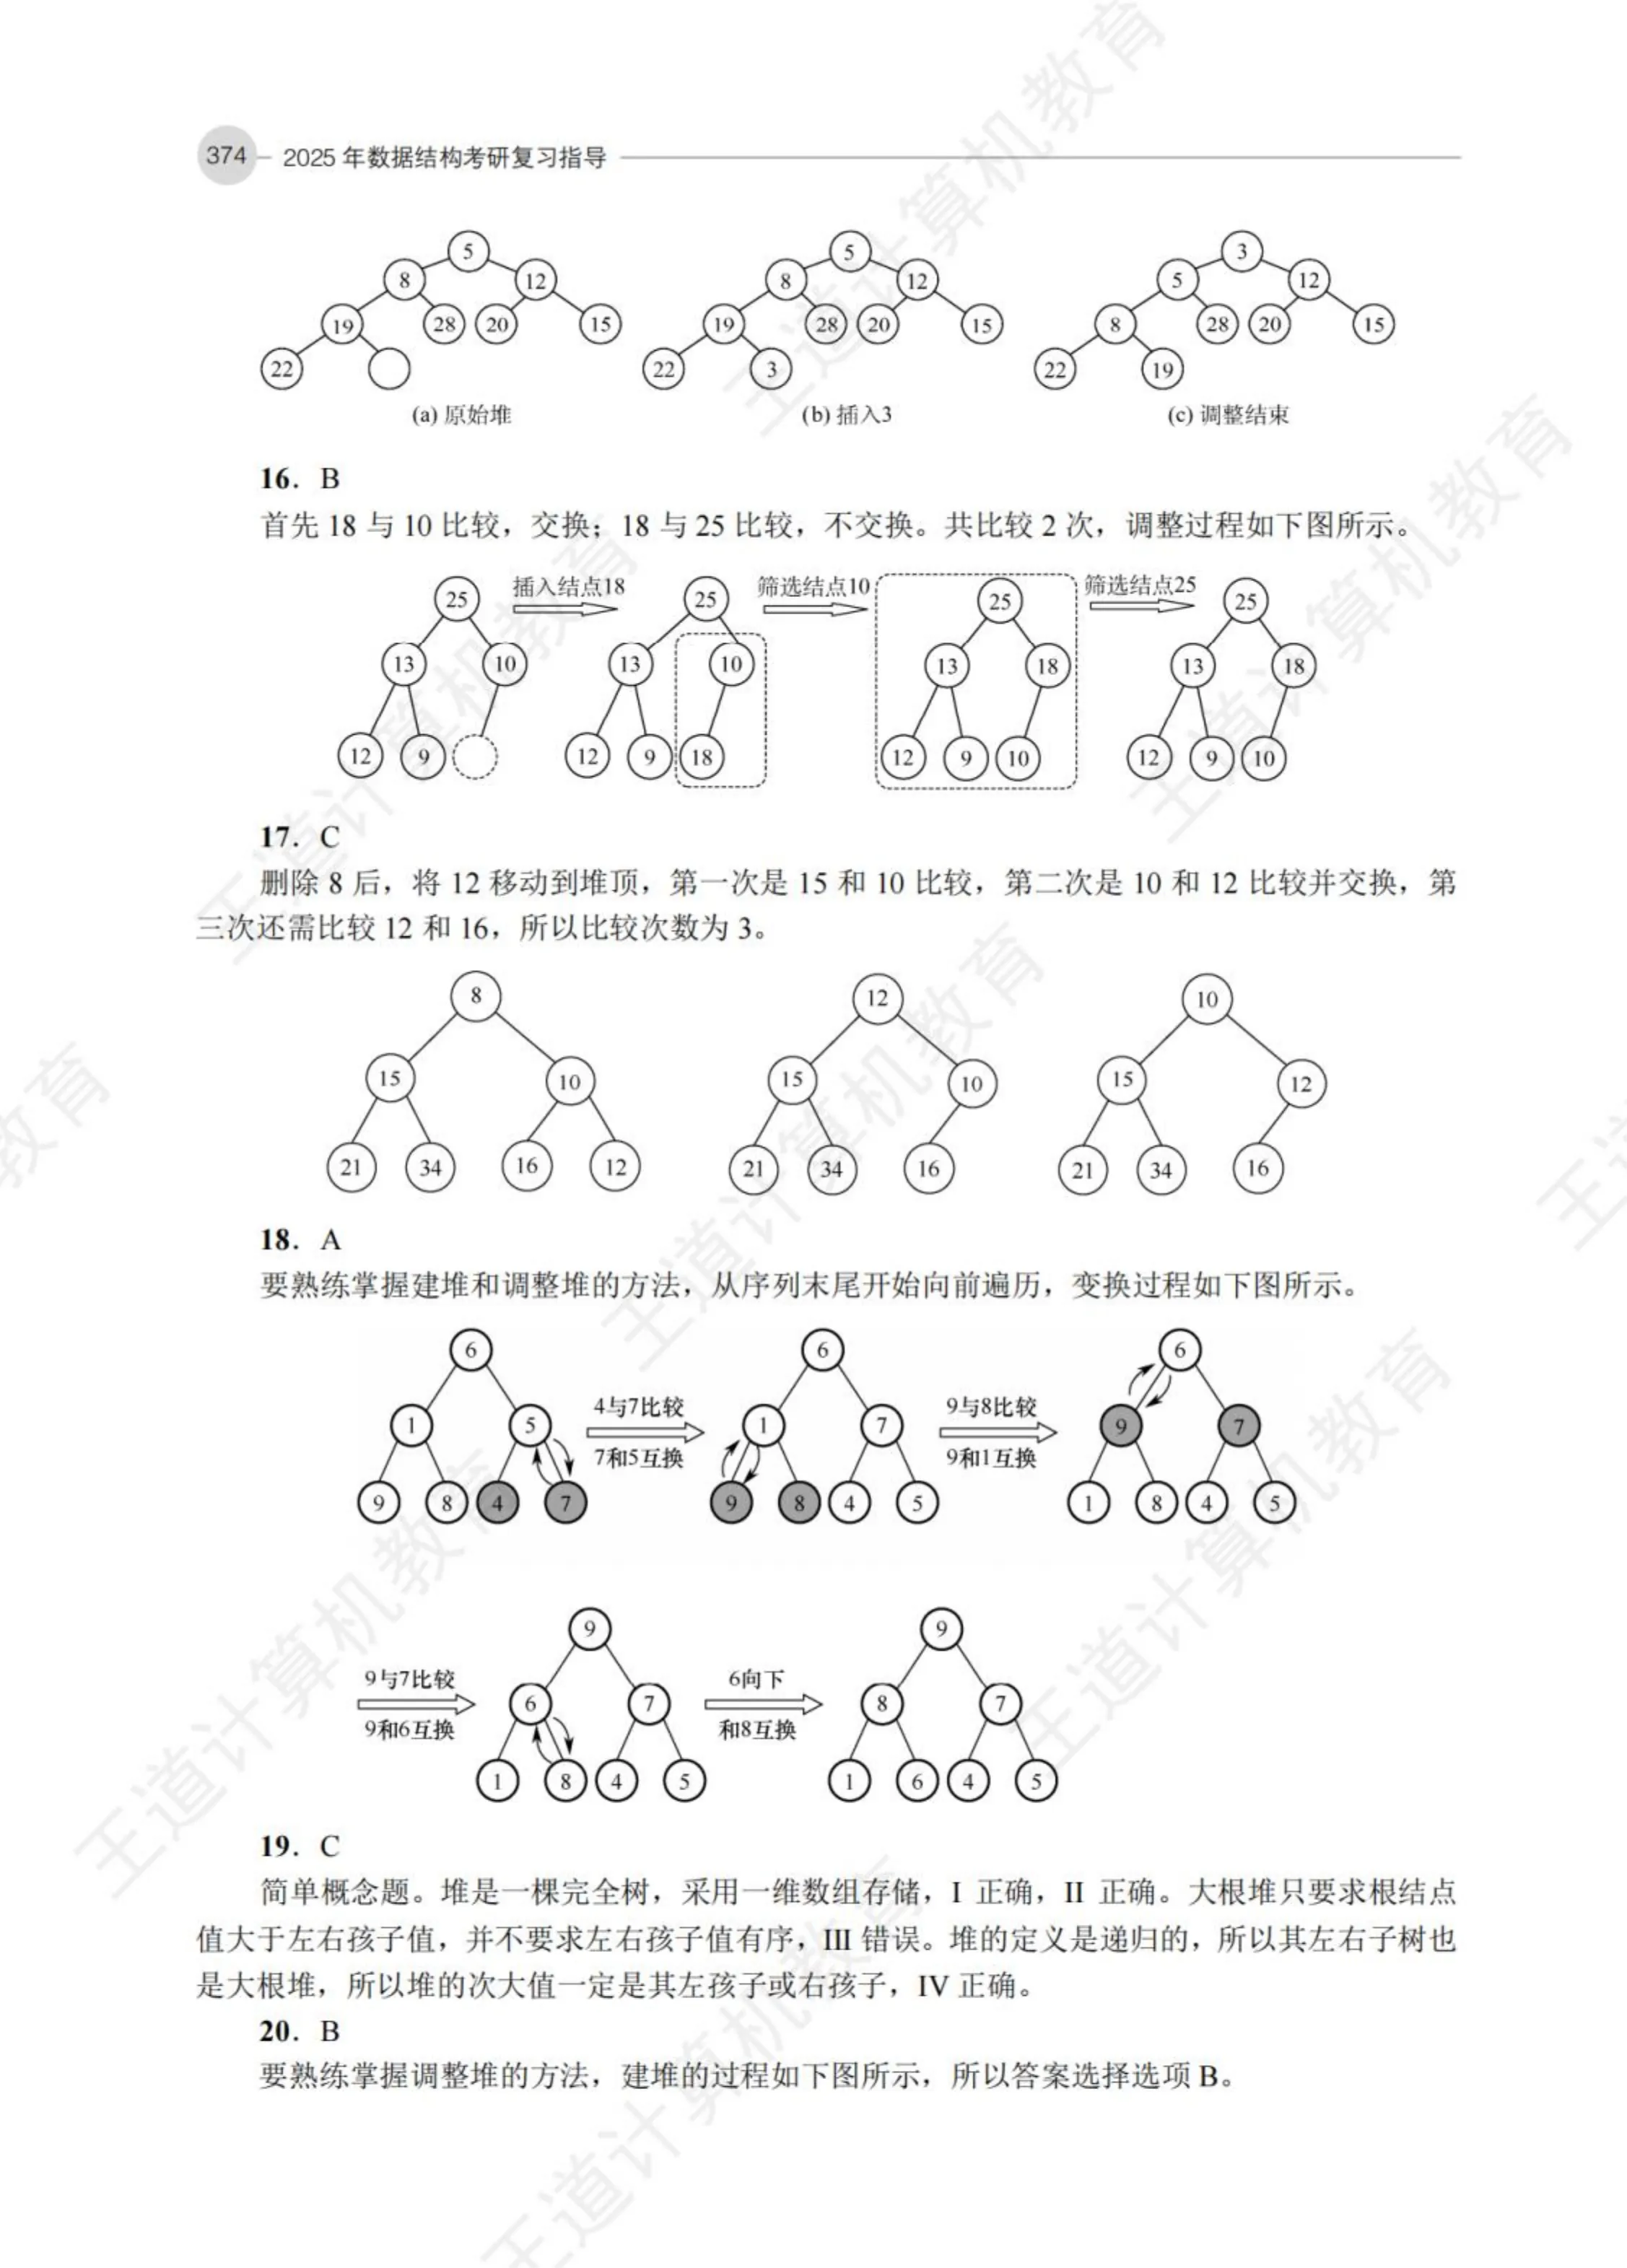 374 2025 年数据结构考研复习指导
5 5 3
8 12 8 12 5 12
19 28 20 15 19 28 20 15 8 28 20 15
22 22 3 22 19
(a) 原始堆 (b) 插入3 (c) 调整结束
16. B
首先 18 与 10 比较，交换；18 与 25 比较，不交换。共比较 2 次，调整过程如下图所示。
25 插入结点18 25 筛选结点10 25 筛选结点25 25
13 10 13 10 13 18 13 18
12 9 12 9 18 12 9 10 12 9 10
17. C
删除 8 后，将 12 移动到堆顶，第一次是 15 和 10 比较，第二次是 10 和 12 比较并交换，第
三次还需比较 12 和 16，所以比较次数为 3。
8 12 10
15 10 15 10 15 12
21 34 16 12 21 34 16 21 34 16
18. A
要熟练掌握建堆和调整堆的方法，从序列末尾开始向前遍历，变换过程如下图所示。
6 6 6
4与7比较 9与8比较
1 5 1 7 9 7
7和5互换 9和1互换
9 8 4 7 9 8 4 5 1 8 4 5
9 9
9与7比较 6向下
6 7 8 7
9和6互换 和8互换
1 8 4 5 1 6 4 5
19. C
简单概念题。堆是一棵完全树，采用一维数组存储，I 正确，II 正确。大根堆只要求根结点
值大于左右孩子值，并不要求左右孩子值有序，III 错误。堆的定义是递归的，所以其左右子树也
是大根堆，所以堆的次大值一定是其左孩子或右孩子，IV 正确。
20. B
要熟练掌握调整堆的方法，建堆的过程如下图所示，所以答案选择选项 B。
王道计算机教育